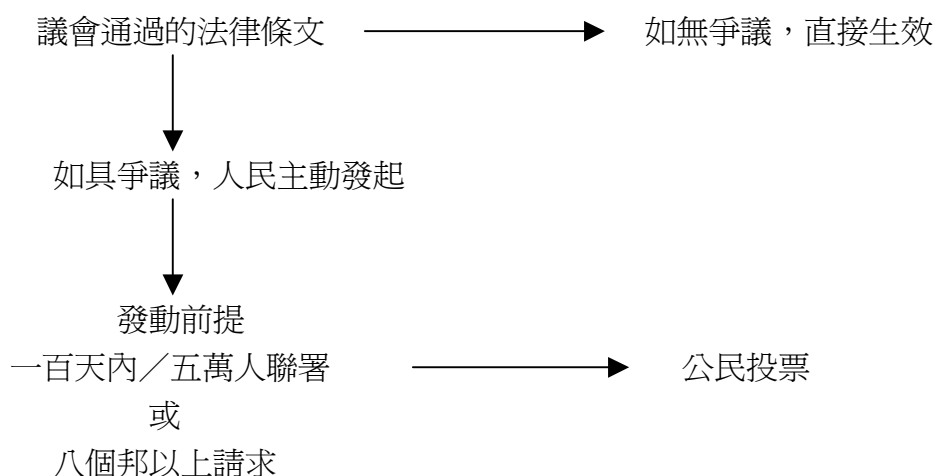 議會通過的法律條文
如無爭議，直接生效
如具爭議，人民主動發起
發動前提
一百天內／五萬人聯署
公民投票
或
八個邦以上請求